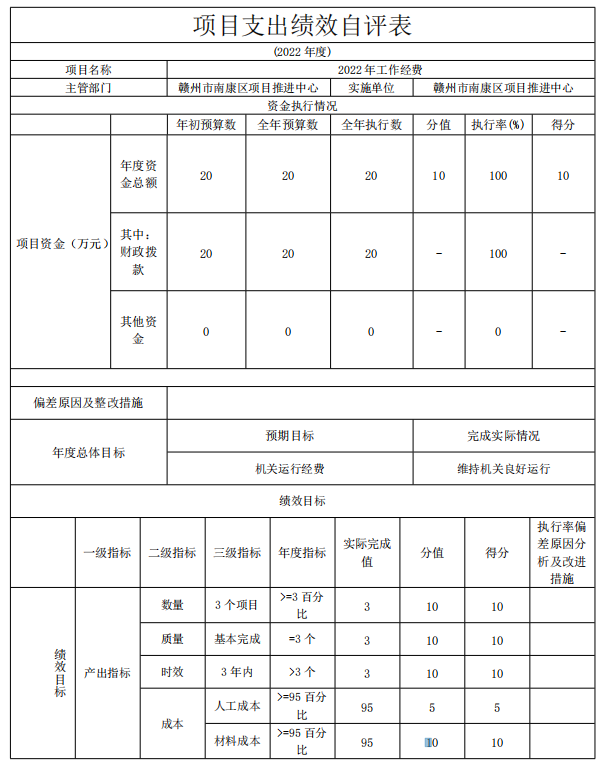 项目支出绩效自评表
(2022 年度)
项目名称 2022 年工作经费
主管部门 赣州市南康区项目推进中心 实施单位 赣州市南康区项目推进中心
资金执行情况
年初预算数 全年预算数 全年执行数 分值 执行率(%) 得分
项目资金（万元）
年度资
金总额
20 20 20 10 100 10
其中：
财政拨
款
20 20 20 - 100 -
其他资
金
0 0 0 - 0 -
偏差原因及整改措施
年度总体目标
预期目标 完成实际情况
机关运行经费 维持机关良好运行
绩效目标
一级指标 二级指标 三级指标 年度指标
实际完成
值
分值 得分
执行率偏
差原因分
析及改进
措施
绩效目标
产出指标
数量 3 个项目
>=3 百分
比
3 10 10
质量 基本完成 =3 个 3 10 10
时效 3 年内 >3 个 3 10 10
成本
人工成本
>=95 百分
比
95 5 5
材料成本
>=95 百分
比
95 0 10